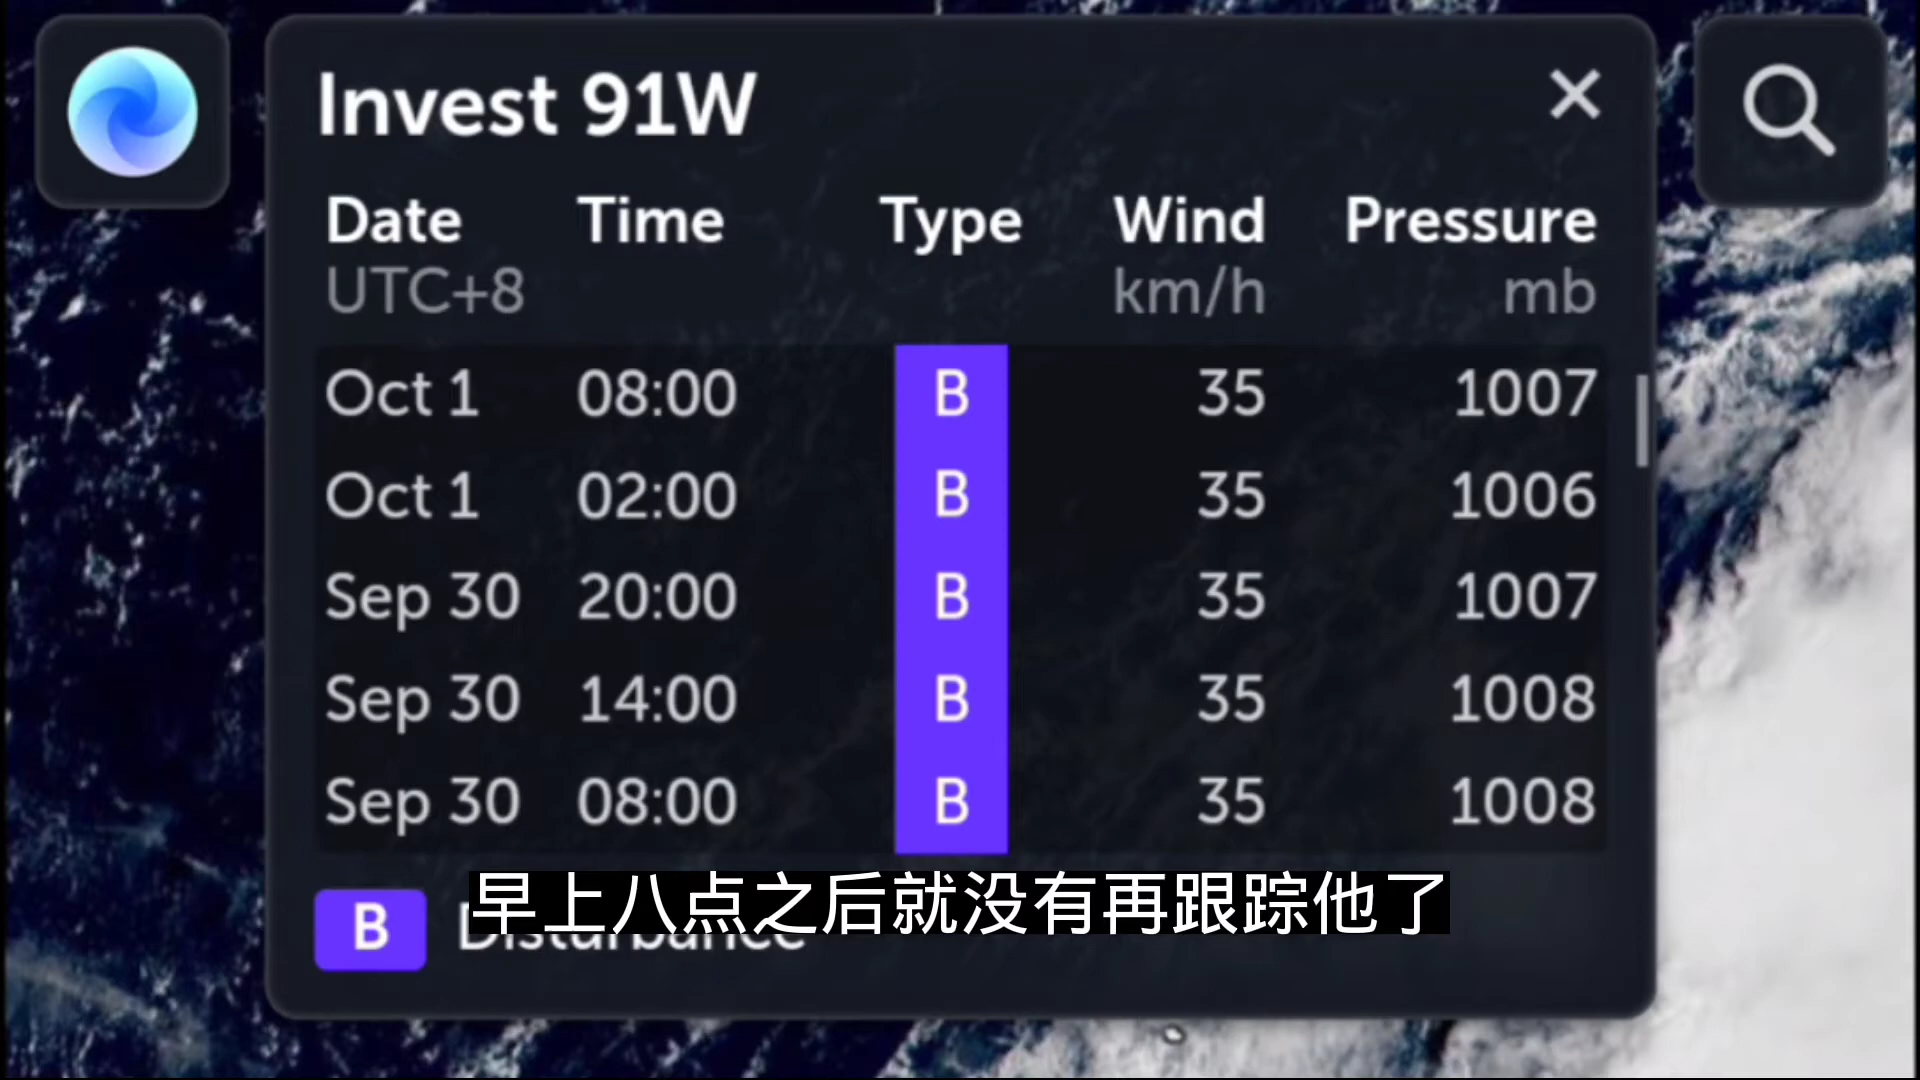 Invest 91W
Date Time Type Wind Pressure
UTC+8 km/h mb
Oct 1 08:00 B 35 1007
Oct 1 02:00 B 35 1006
Sep 30 20:00 B 35 1007
Sep 30 14:00 B 35 1008
Sep 30 08:00 B 35 1008
B Disturbance
早上八点之后就没有再跟踪他了